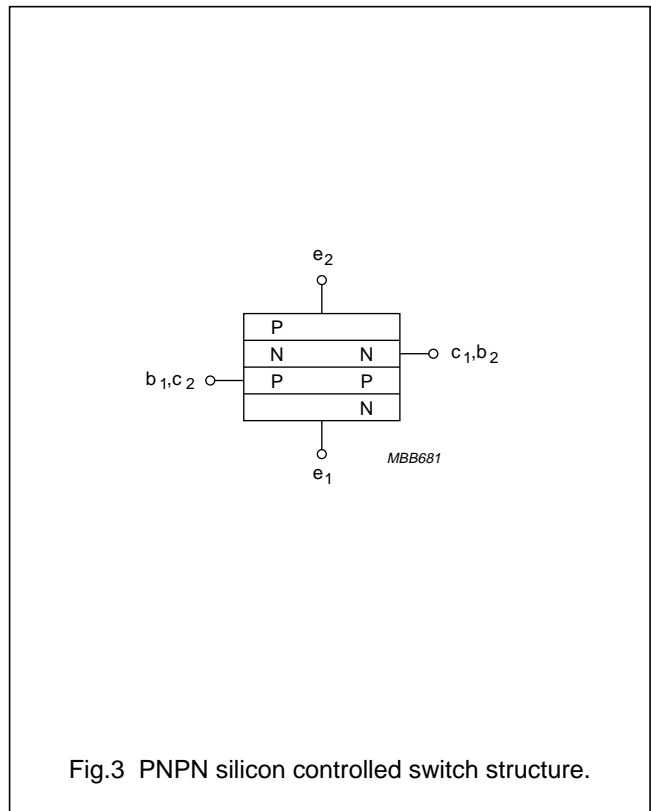 e2
P
N N c1,b2
b1,c2 P P
N
e1 MBB681
Fig.3 PNPN silicon controlled switch structure.